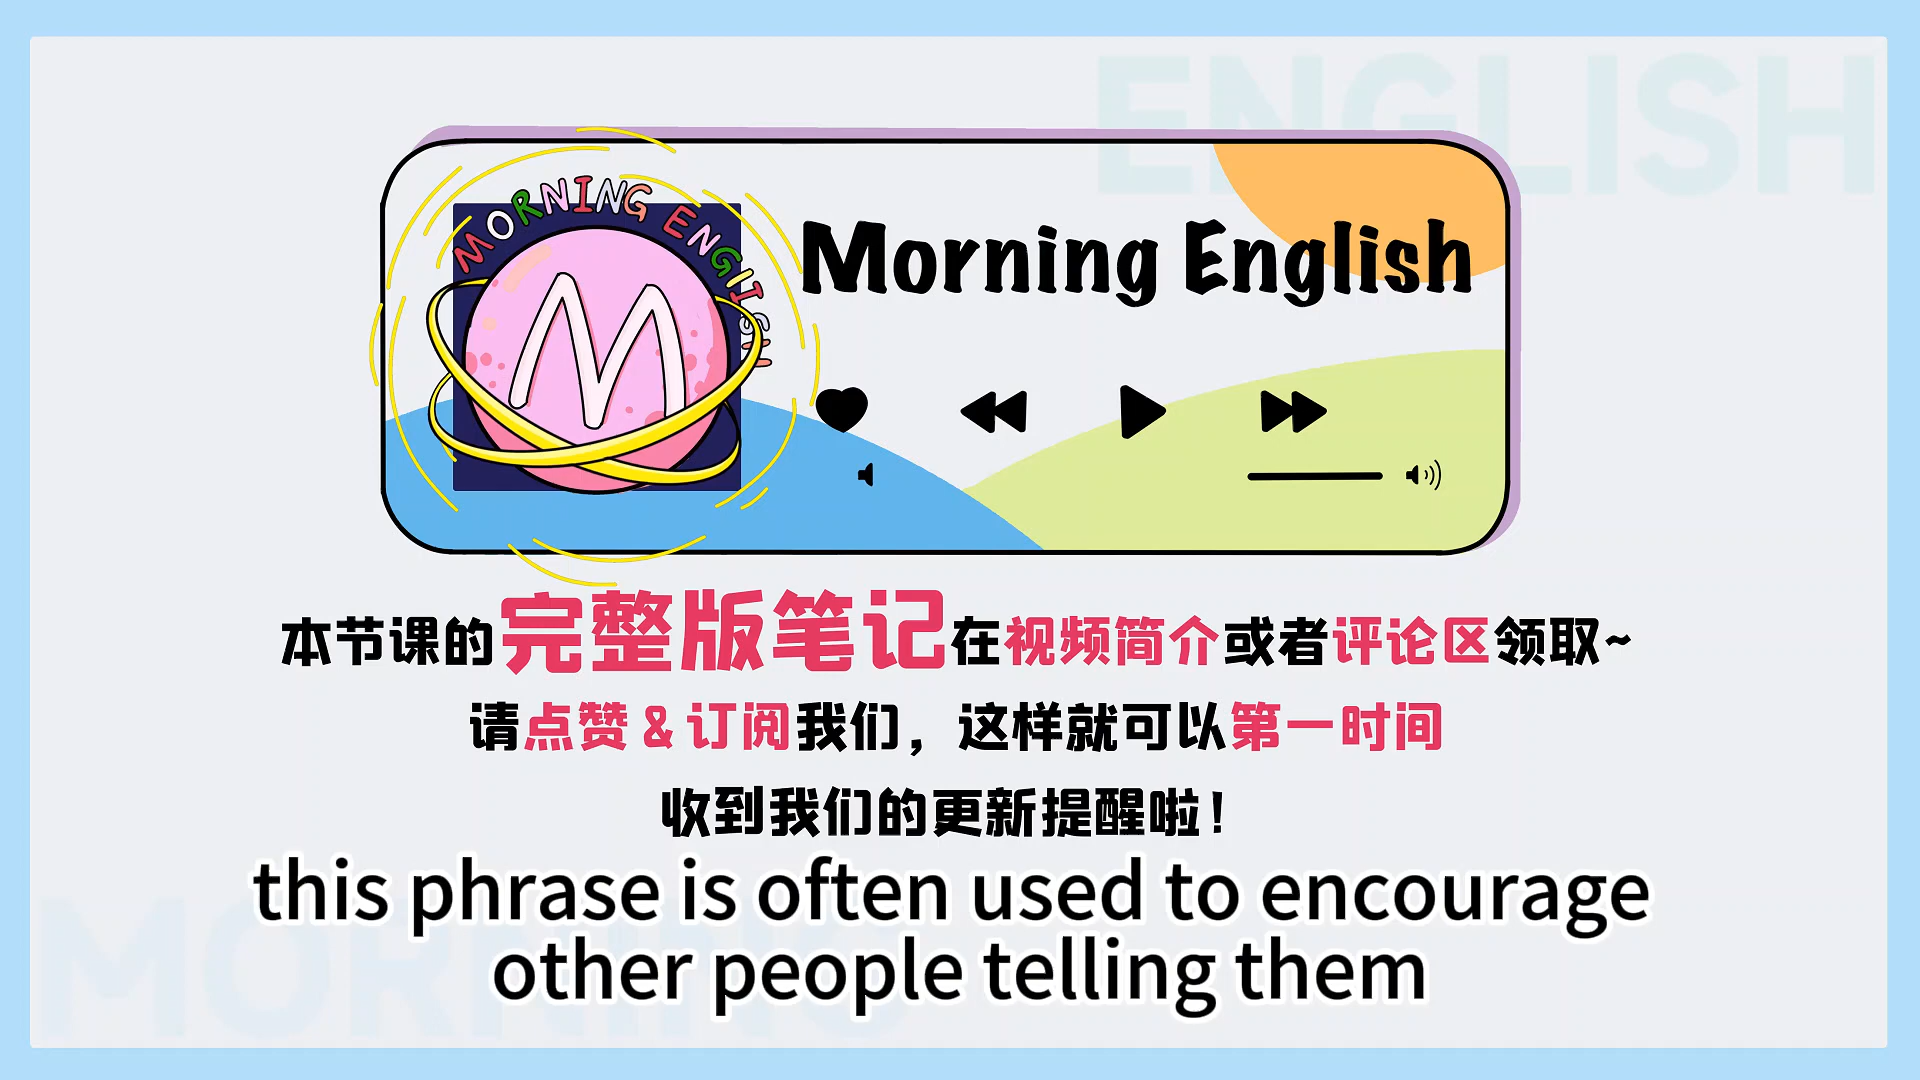 ENGLISH
MORNING ENGLISH
M
Morning English
本节课的完整版笔记在视频简介或者评论区领取~
请点赞&订阅我们，这样就可以第一时间
收到我们的更新提醒啦！
this phrase is often used to encourage
other people telling them
MORNING